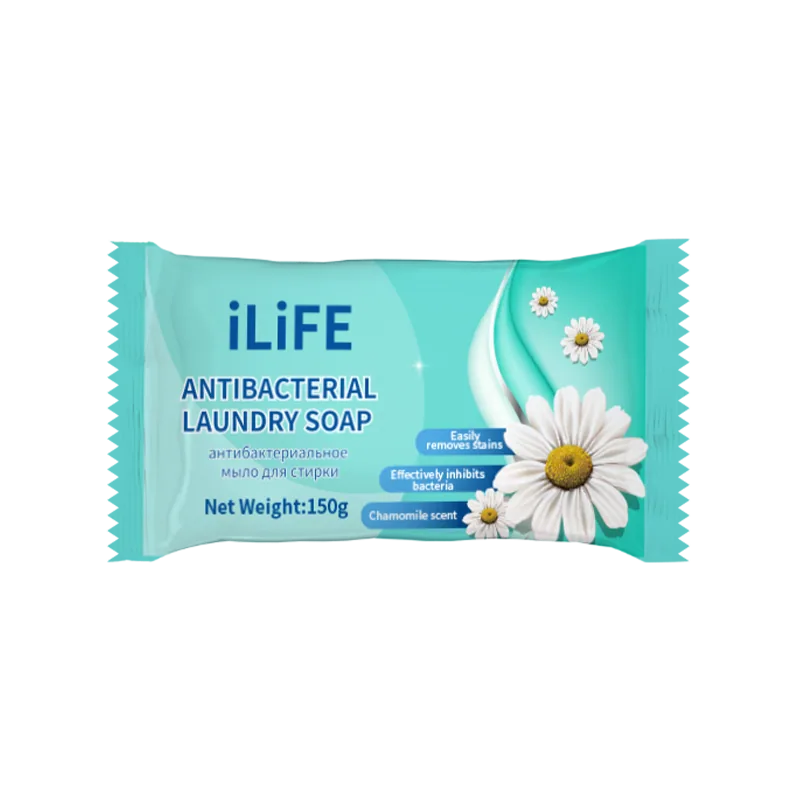 iLiFE
ANTIBACTERIAL
LAUNDRY SOAP
антибактериальное
мыло для стирки
Net Weight:150g
Easily
removes stains
Effectively inhibits
bacteria
Chamomile scent